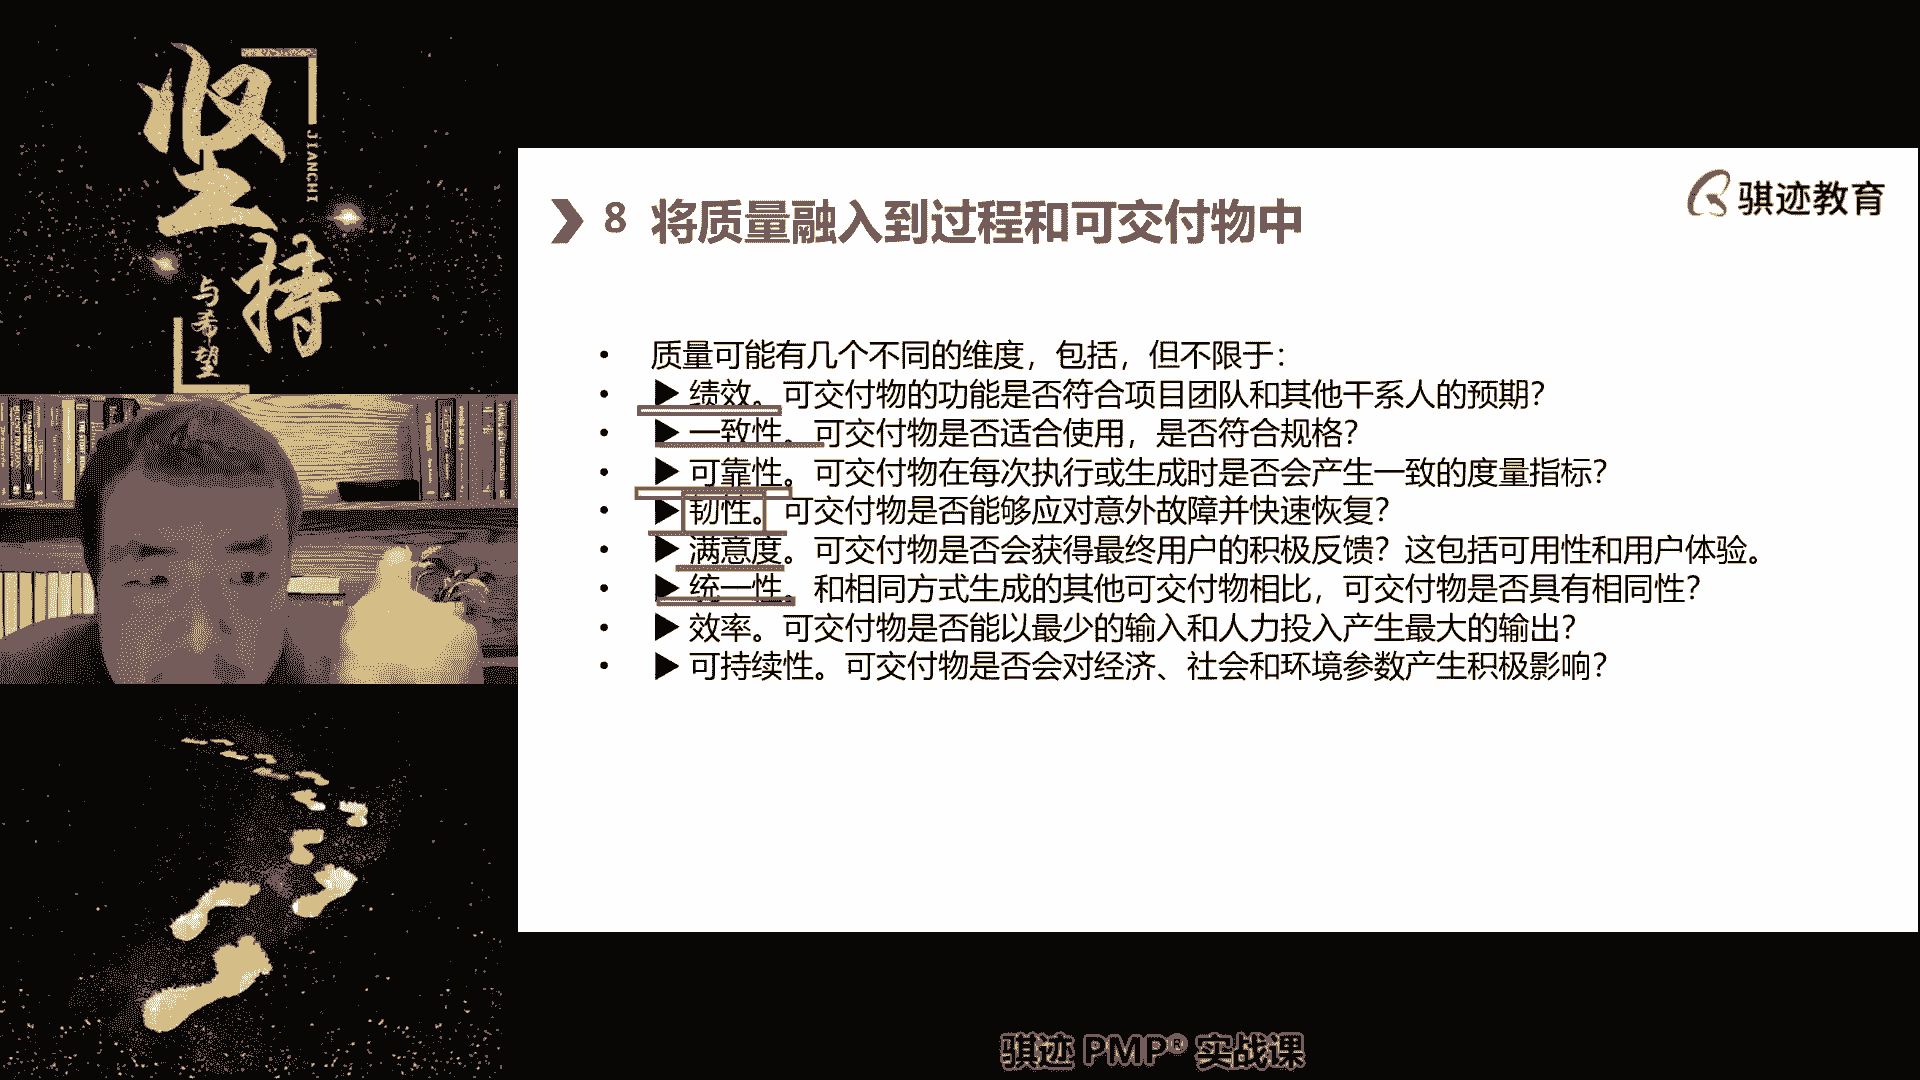 坚持
JIANCHI
与希望
骐迹教育
8 将质量融入到过程和可交付物中
• 质量可能有几个不同的维度，包括，但不限于：
• ▶ 绩效。可交付物的功能是否符合项目团队和其他干系人的预期？
• ▶ 一致性。可交付物是否适合使用，是否符合规格？
• ▶ 可靠性。可交付物在每次执行或生成时是否会产生一致的度量指标？
• ▶ 韧性。可交付物是否能够应对意外故障并快速恢复？
• ▶ 满意度。可交付物是否会获得最终用户的积极反馈？这包括可用性和用户体验。
• ▶ 统一性。和相同方式生成的其他可交付物相比，可交付物是否具有相同性？
• ▶ 效率。可交付物是否能以最少的输入和人力投入产生最大的输出？
• ▶ 可持续性。可交付物是否会对经济、社会和环境参数产生积极影响？
骐迹 PMP® 实战课